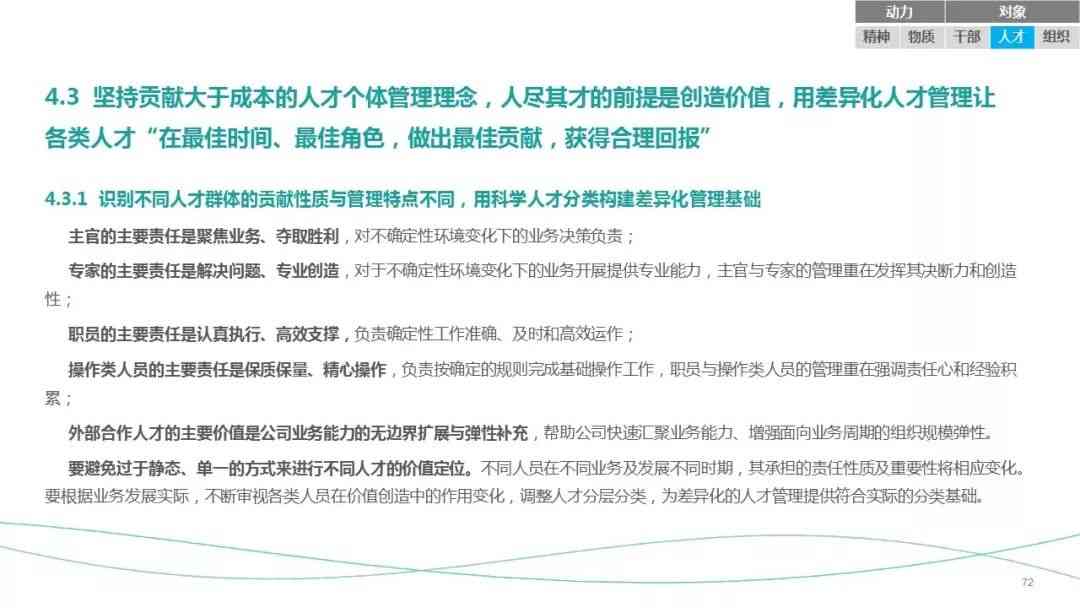 动力 对象
精神 物质 干部 人才 组织
4.3 坚持贡献大于成本的人才个体管理理念，人尽其才的前提是创造价值，用差异化人才管理让
各类人才“在最佳时间、最佳角色，做出最佳贡献，获得合理回报”
4.3.1 识别不同人才群体的贡献性质与管理特点不同，用科学人才分类构建差异化管理基础
主官的主要责任是聚焦业务、夺取胜利，对不确定性环境变化下的业务决策负责；
专家的主要责任是解决问题、专业创造，对于不确定性环境变化下的业务开展提供专业能力，主官与专家的管理重在发挥其决断力和创造
性；
职员的主要责任是认真执行、高效支撑，负责确定性工作准确、及时和高效运作；
操作类人员的主要责任是保质保量、精心操作，负责按确定的规则完成基础操作工作，职员与操作类人员的管理重在强调责任心和经验积
累；
外部合作人才的主要价值是公司业务能力的无边界扩展与弹性补充，帮助公司快速汇聚业务能力、增强面向业务周期的组织规模弹性。
要避免过于静态、单一的方式来进行不同人才的价值定位。不同人员在不同业务及发展不同时期，其承担的责任性质及重要性将相应变化。
要根据业务发展实际，不断审视各类人员在价值创造中的作用变化，调整人才分层分类，为差异化的人才管理提供符合实际的分类基础。
72